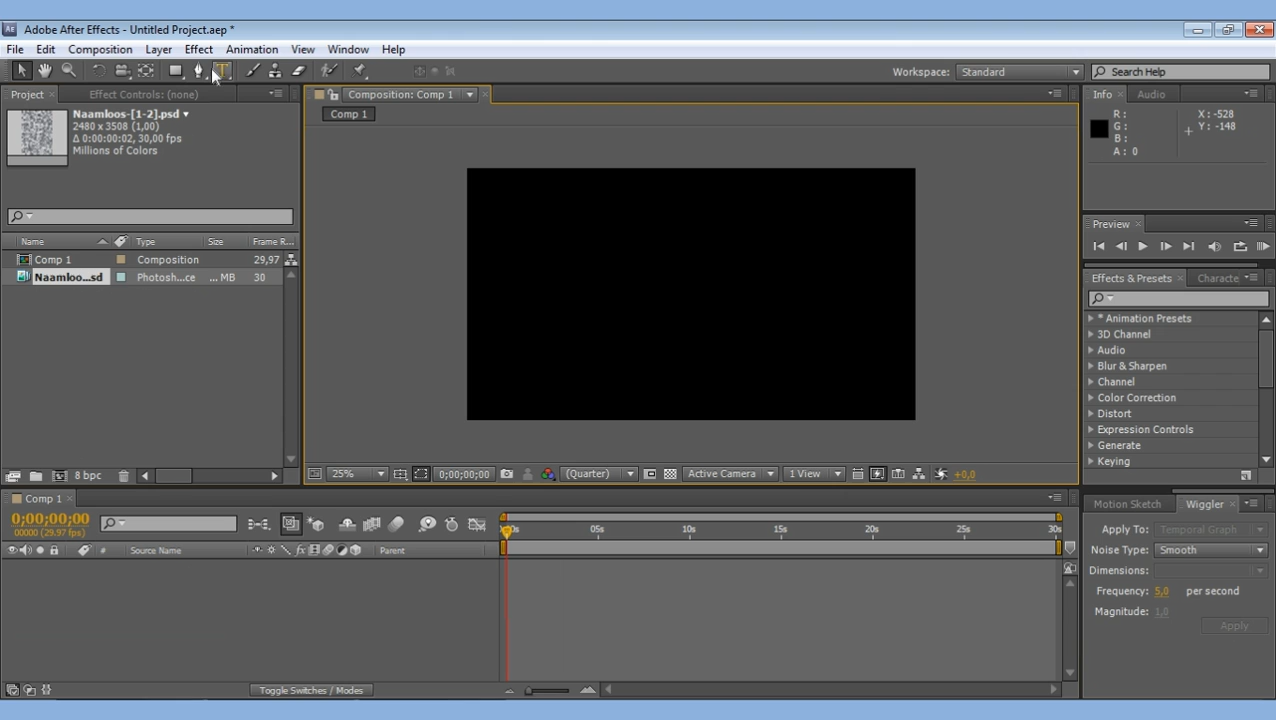 Adobe After Effects - Untitled Project.aep *
File Edit Composition Layer Effect Animation View Window Help
Workspace: Standard Search Help
Project Effect Controls: (none) Composition: Comp 1 Info Audio
Naamloos-[1-2].psd
2480 x 3508 (1,00)
Δ 0:00:00:02, 30,00 fps
Millions of Colors
Comp 1
R :
G :
B :
A : 0
X : -528
Y : -148
Preview
Name Type Size Frame R...
Comp 1 Composition 29,97
Naamloo...sd Photosh...ce ... MB 30
Effects & Presets Characte
* Animation Presets
3D Channel
Audio
Blur & Sharpen
Channel
Color Correction
Distort
Expression Controls
Generate
Keying
8 bpc 25% 0;00;00;00 (Quarter) Active Camera 1 View +0,0
Comp 1
0;00;00;00
00000 (29.97 fps)
# Source Name Parent
05s 10s 15s 20s 25s 30s
Motion Sketch Wiggler
Apply To: Temporal Graph
Noise Type: Smooth
Dimensions:
Frequency: 5,0 per second
Magnitude: 1,0
Apply
Toggle Switches / Modes